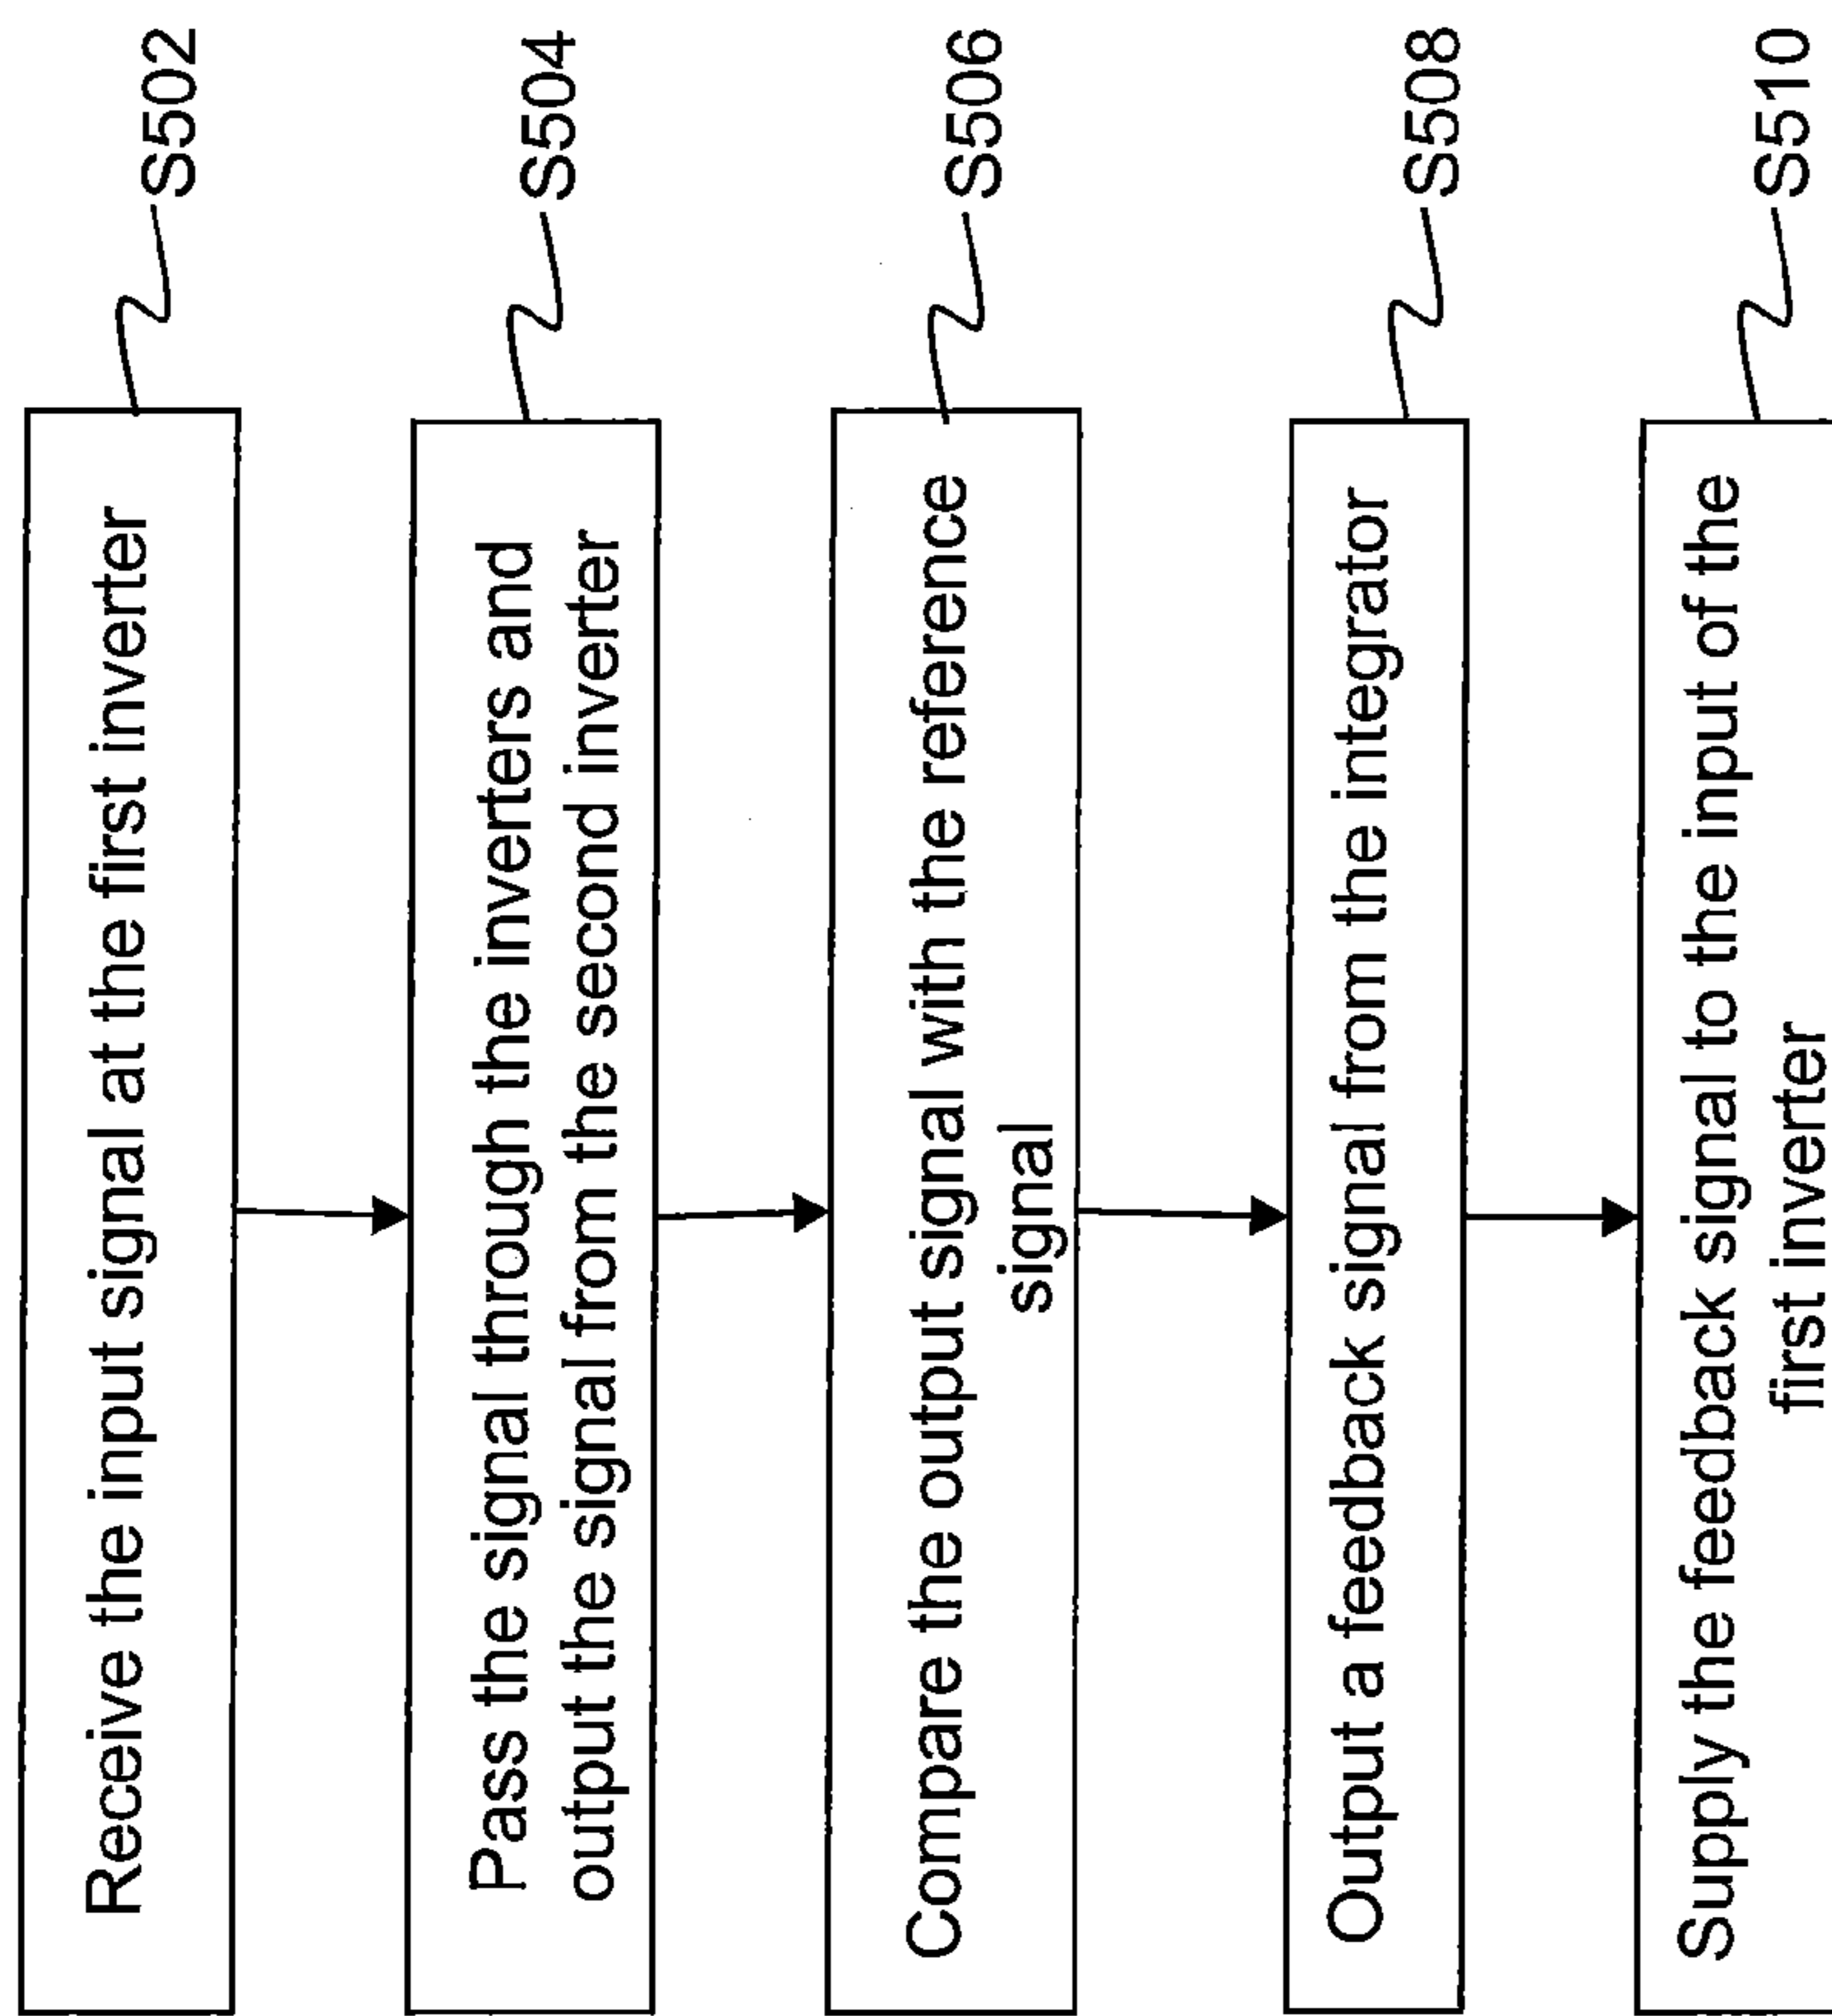 Receive the input signal at the first inverter
S502
Pass the signal through the inverters and
output the signal from the second inverter
S504
Compare the output signal with the reference
signal
S506
Output a feedback signal from the integrator
S508
Supply the feedback signal to the input of the
first inverter
S510